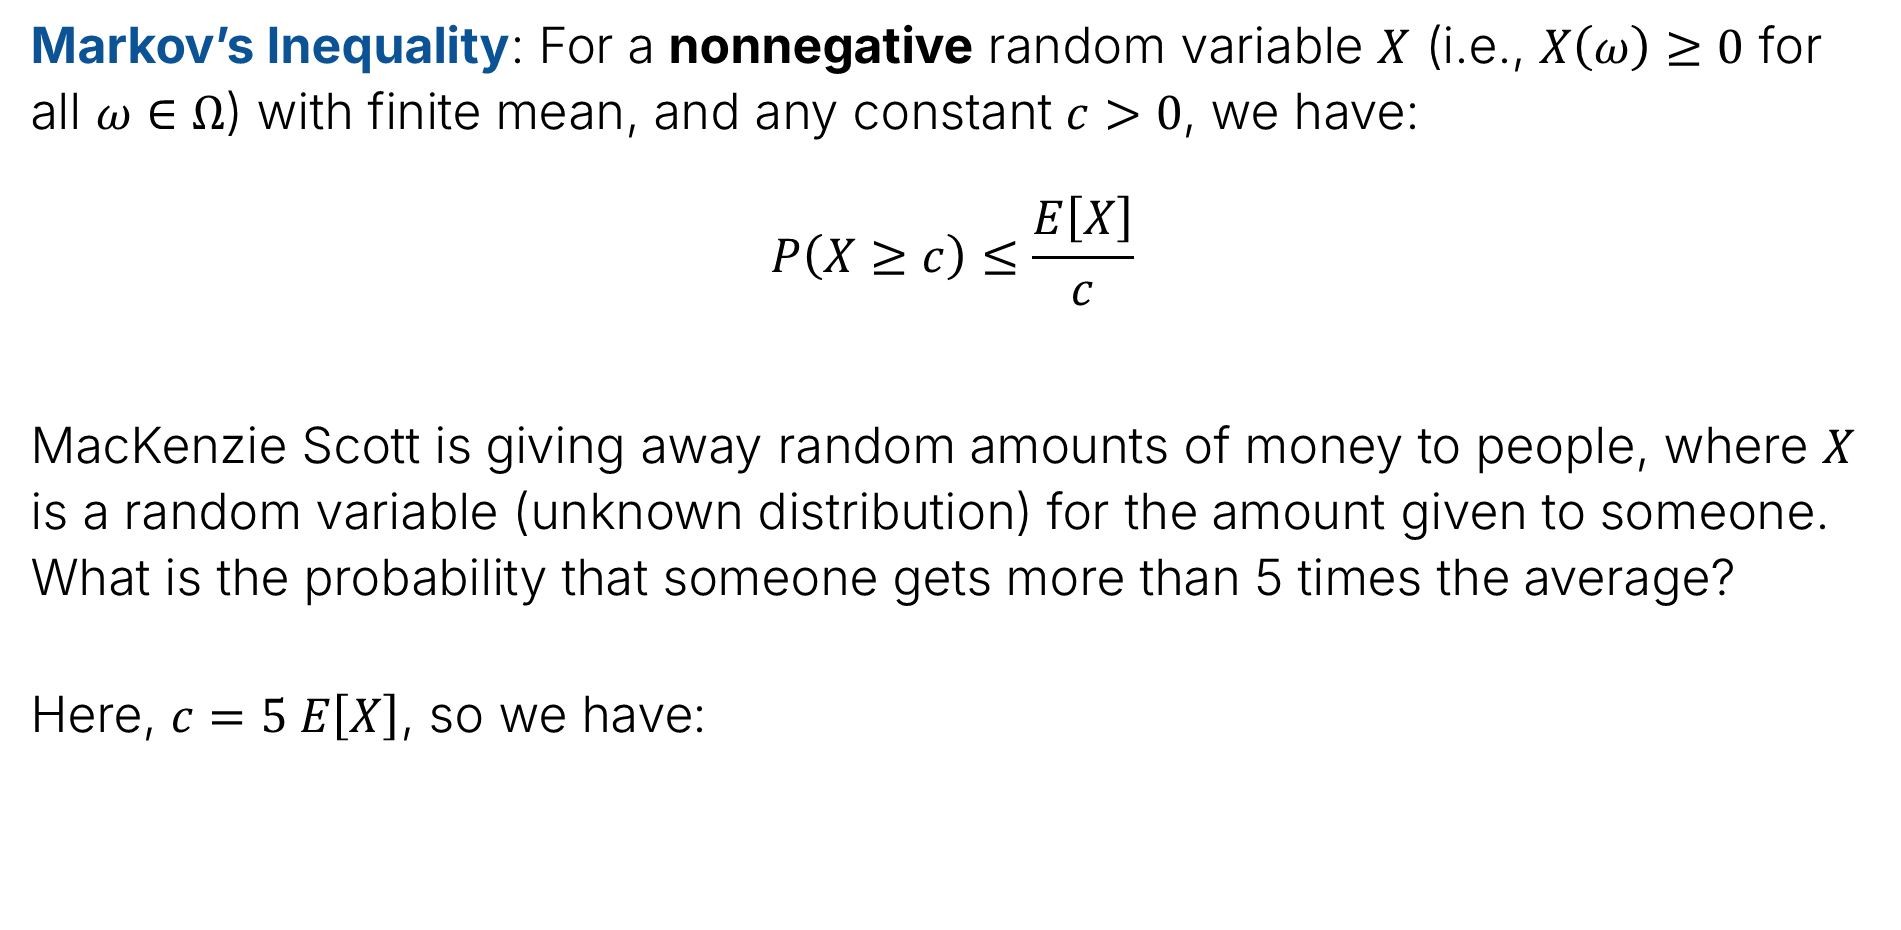 Markov's Inequality: For a nonnegative random variable X (i.e., X(ω) ≥ 0 for
all ω ∈ Ω) with finite mean, and any constant c > 0, we have:
P(X ≥ c) ≤ E[X] / c
MacKenzie Scott is giving away random amounts of money to people, where X
is a random variable (unknown distribution) for the amount given to someone.
What is the probability that someone gets more than 5 times the average?
Here, c = 5 E[X], so we have: